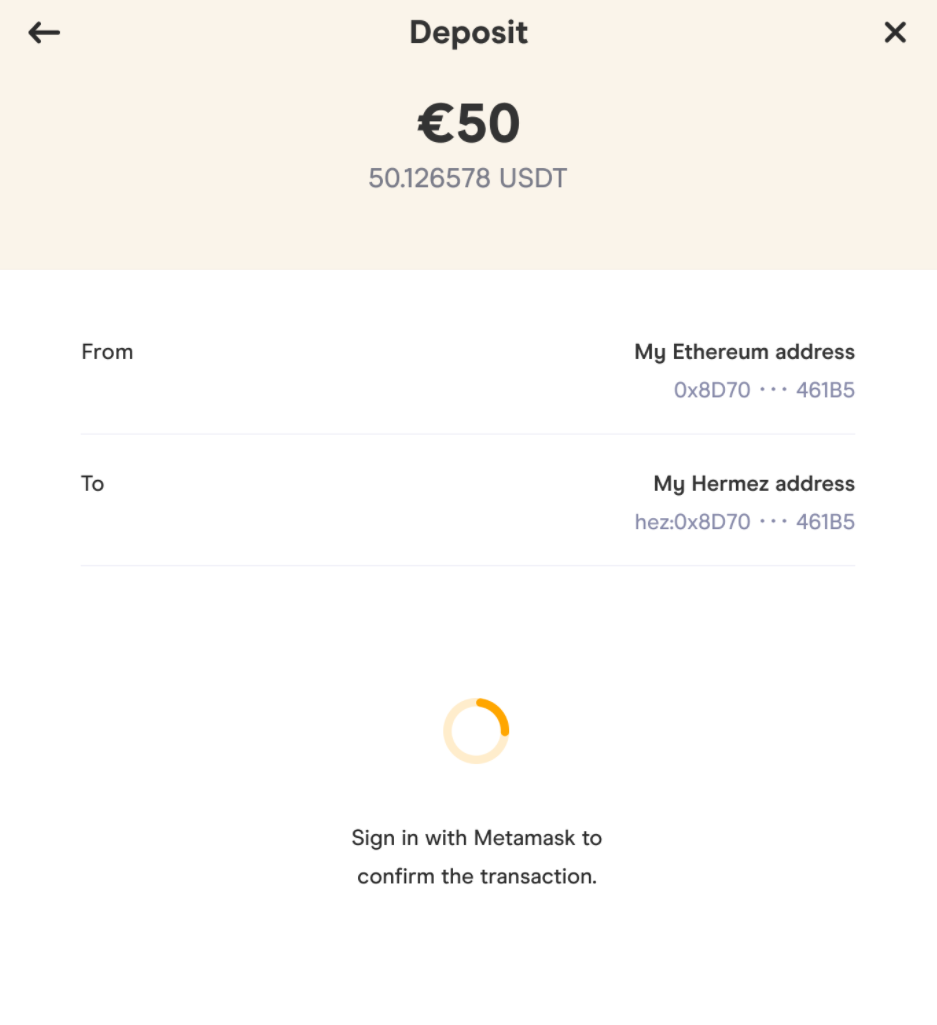 Deposit
€50
50.126578 USDT
From
My Ethereum address
0x8D70 ··· 461B5
To
My Hermez address
hez:0x8D70 ··· 461B5
Sign in with Metamask to
confirm the transaction.